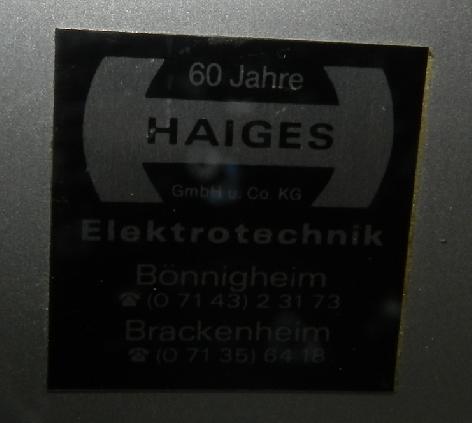 60 Jahre
HAIGES
GmbH u. Co. KG
Elektrotechnik
Bönnigheim
☎ (0 71 43) 2 31 73
Brackenheim
☎ (0 71 35) 64 18